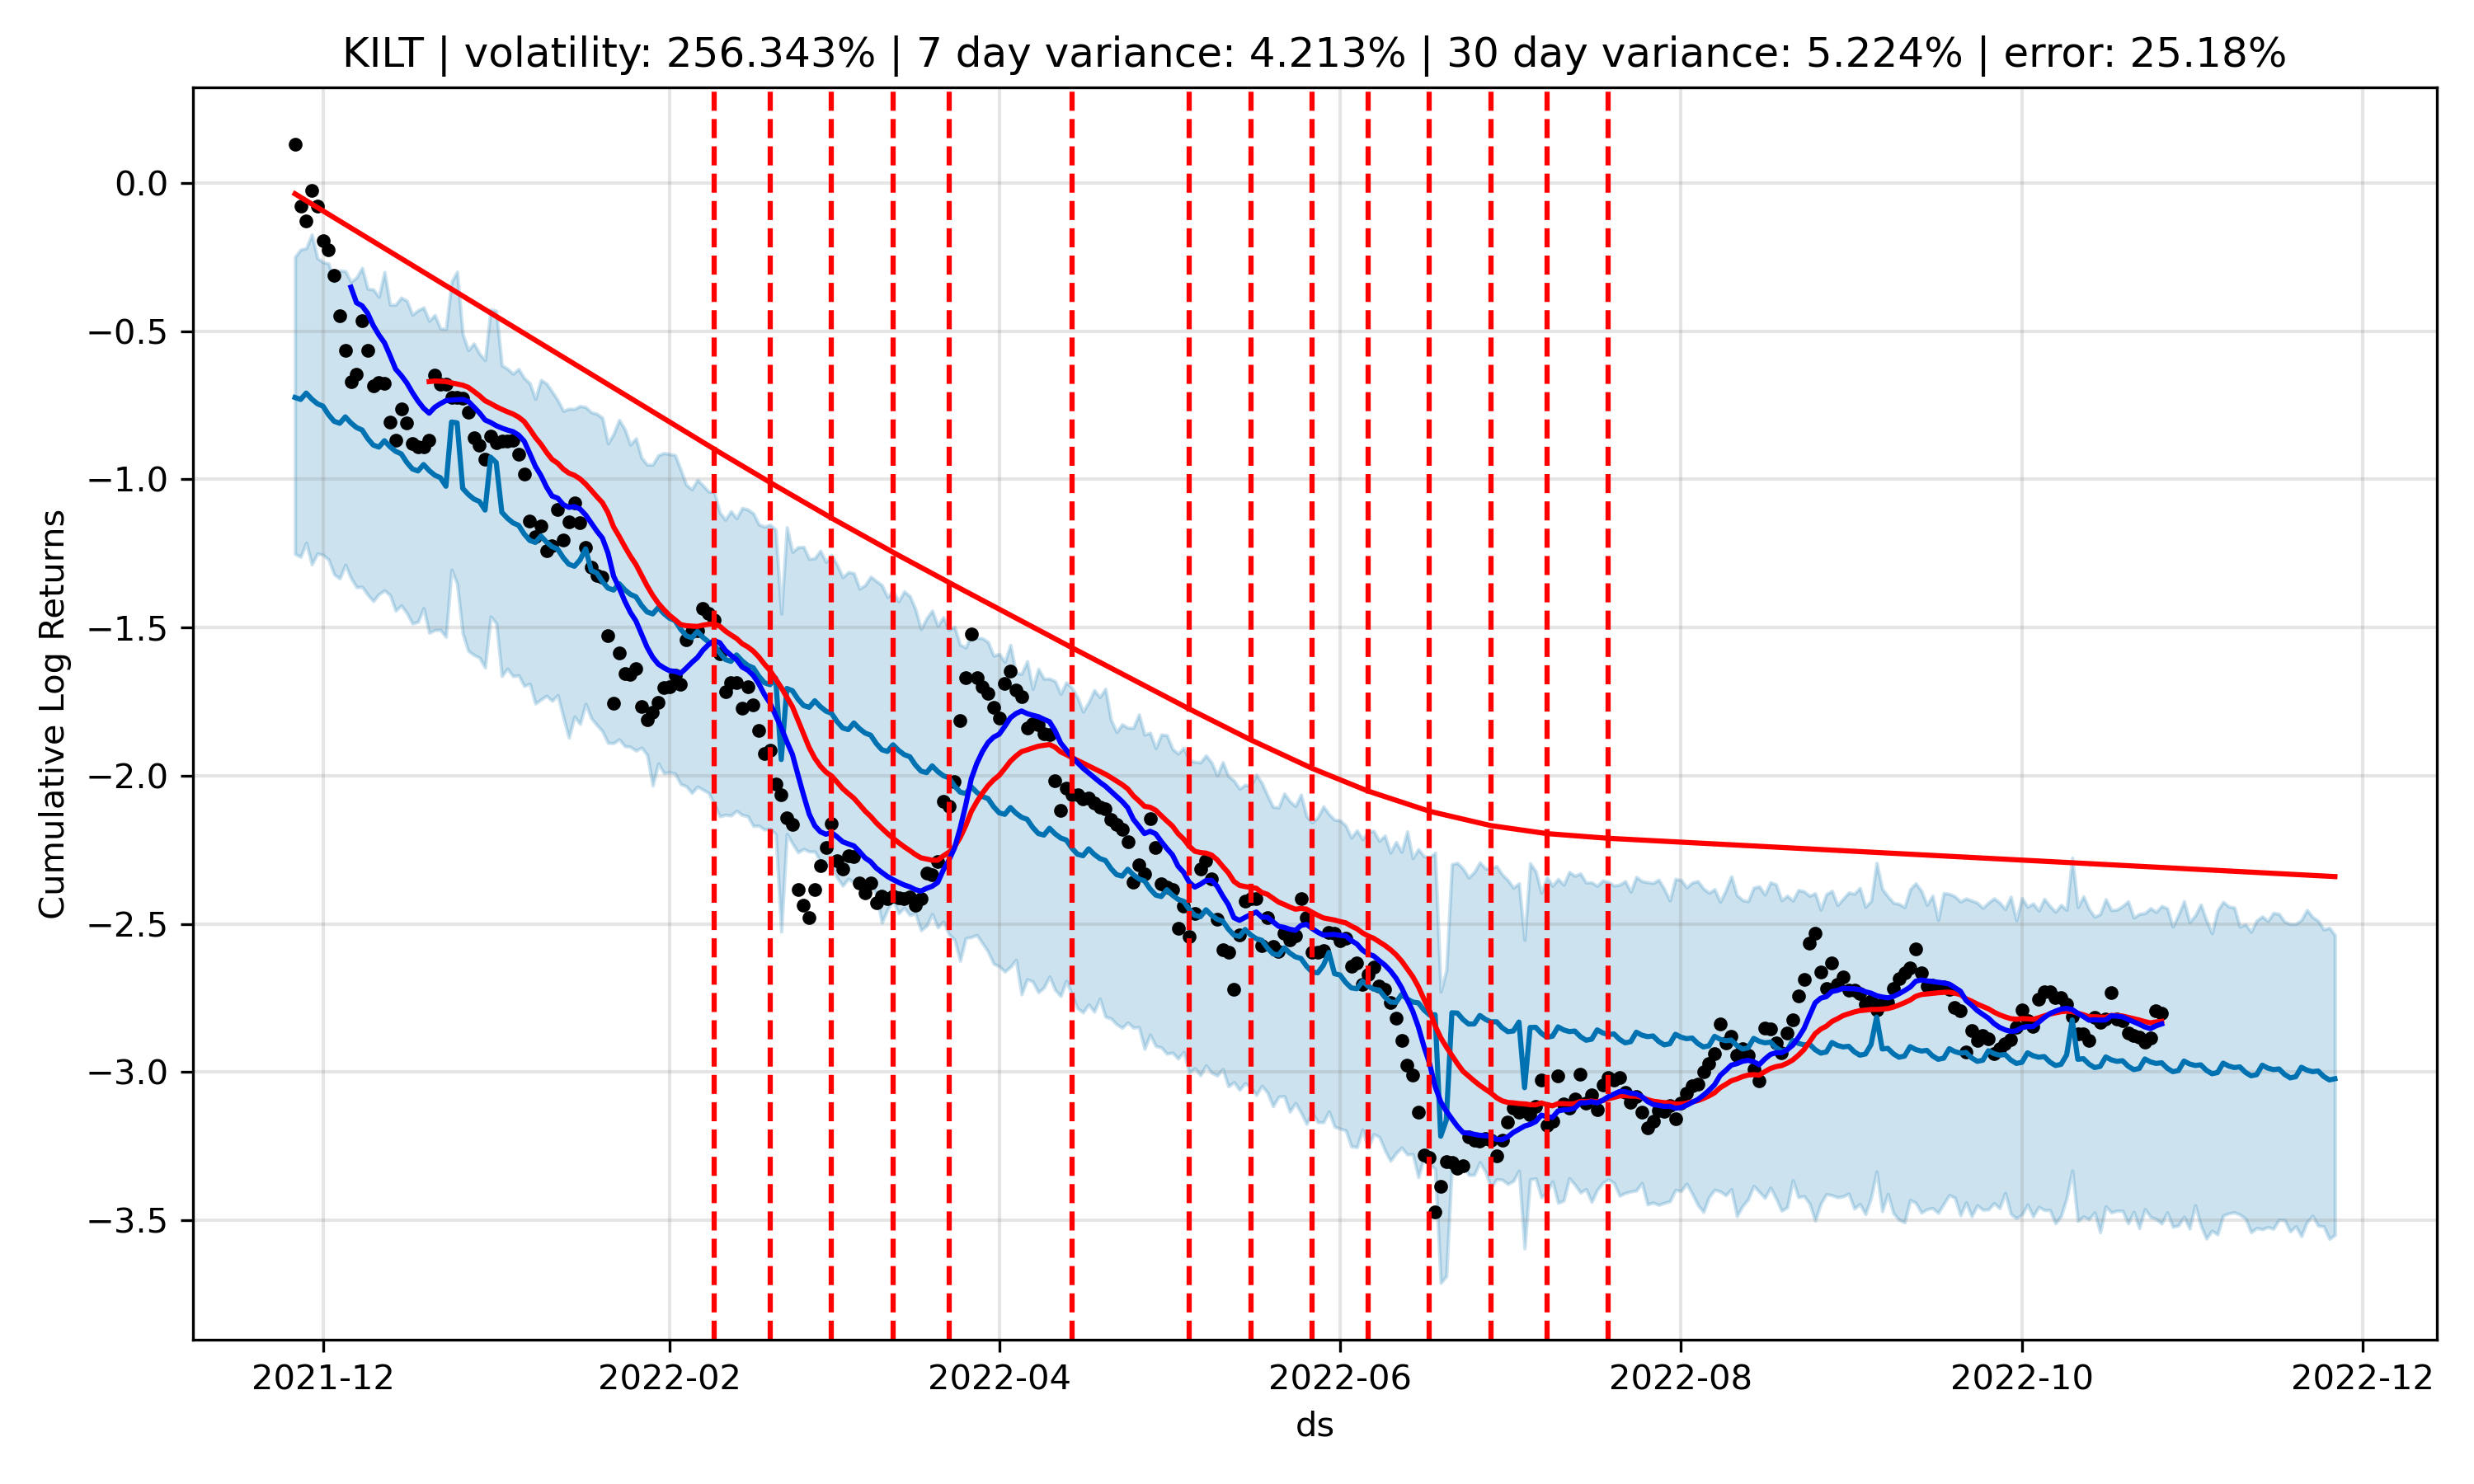 KILT | volatility: 256.343% | 7 day variance: 4.213% | 30 day variance: 5.224% | error: 25.18%
Cumulative Log Returns
0.0
−0.5
−1.0
−1.5
−2.0
−2.5
−3.0
−3.5
2021-12 2022-02 2022-04 2022-06 2022-08 2022-10 2022-12
ds